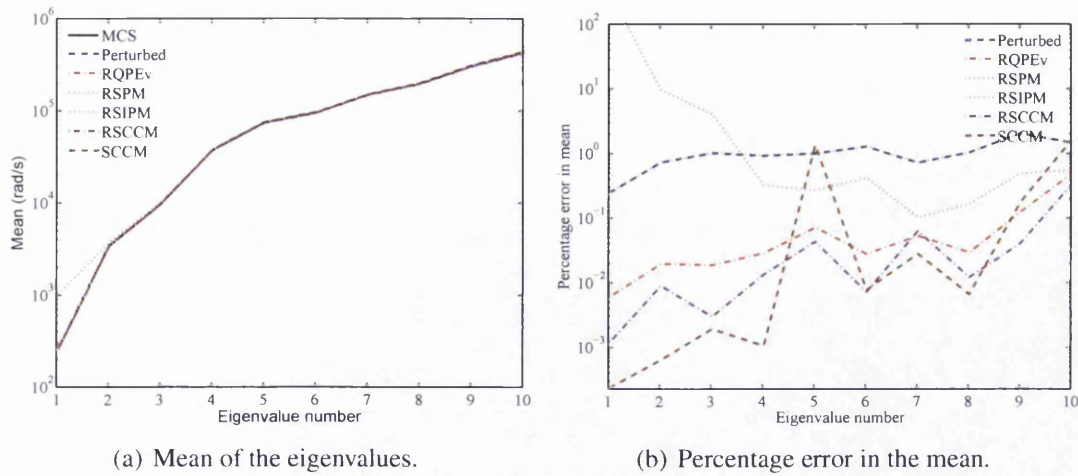 10^6
10^5
10^4
10^3
10^2
Mean (rad/s)
MCS
Perturbed
RQPEv
RSPM
RSIPM
RSCCM
SCCM
1 2 3 4 5 6 7 8 9 10
Eigenvalue number
(a) Mean of the eigenvalues.
10^2
10^1
10^0
10^-1
10^-2
10^-3
Percentage error in mean
Perturbed
RQPEv
RSPM
RSIPM
RSCCM
SCCM
1 2 3 4 5 6 7 8 9 10
Eigenvalue number
(b) Percentage error in the mean.